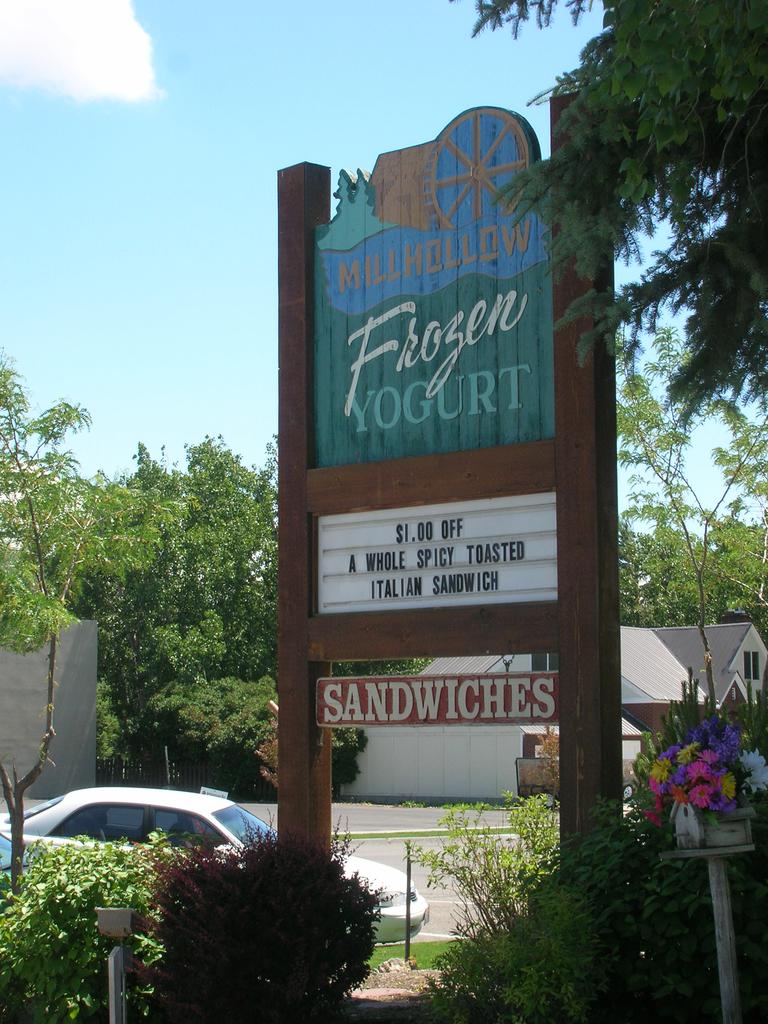 MILLHOLLOW
Frozen
YOGURT
$1.00 OFF
A WHOLE SPICY TOASTED
ITALIAN SANDWICH
SANDWICHES